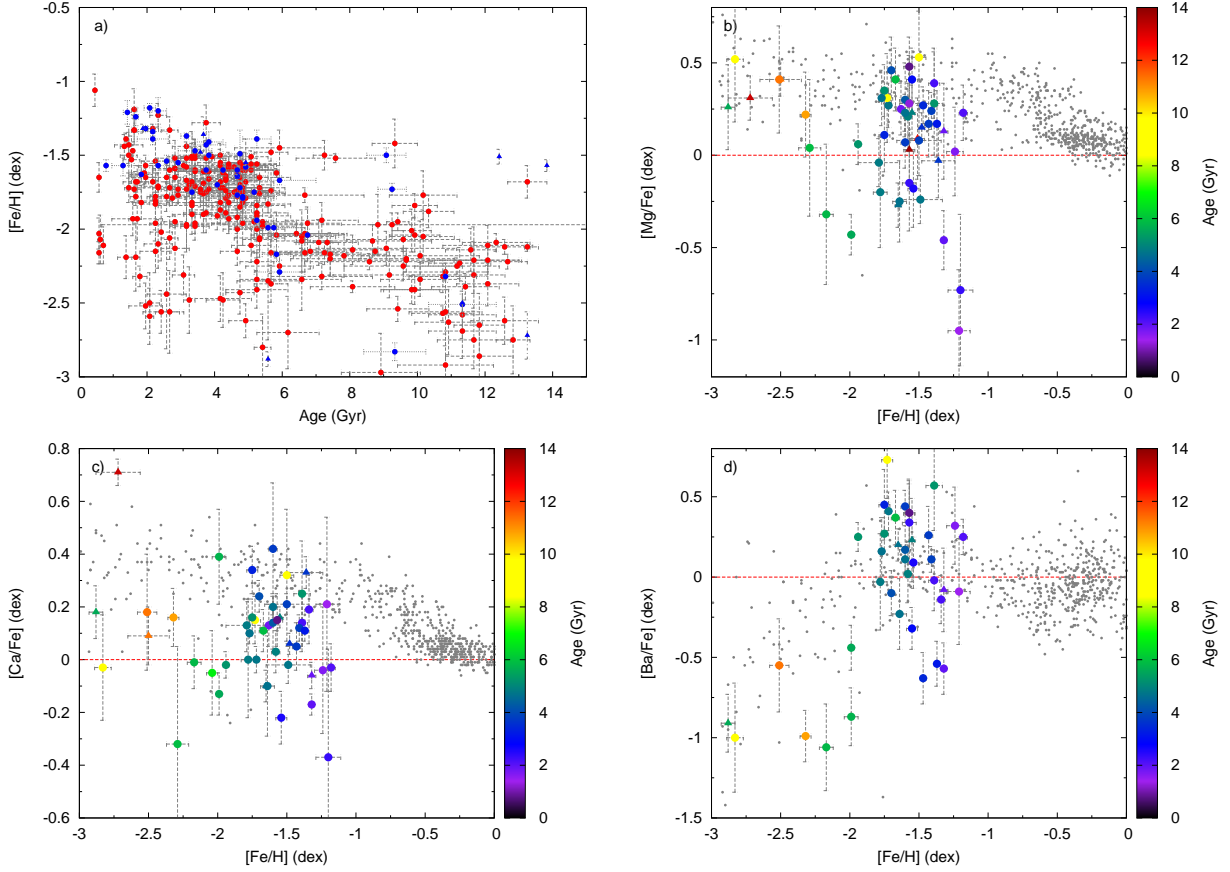 a)
-0.5
-1
-1.5
-2
-2.5
-3
[Fe/H] (dex)
0 2 4 6 8 10 12 14
Age (Gyr)
b)
0.5
0
-0.5
-1
[Mg/Fe] (dex)
-3 -2.5 -2 -1.5 -1 -0.5 0
[Fe/H] (dex)
14
12
10
8
6
4
2
0
Age (Gyr)
c)
0.8
0.6
0.4
0.2
0
-0.2
-0.4
-0.6
[Ca/Fe] (dex)
-3 -2.5 -2 -1.5 -1 -0.5 0
[Fe/H] (dex)
14
12
10
8
6
4
2
0
Age (Gyr)
d)
0.5
0
-0.5
-1
-1.5
[Ba/Fe] (dex)
-3 -2.5 -2 -1.5 -1 -0.5 0
[Fe/H] (dex)
14
12
10
8
6
4
2
0
Age (Gyr)